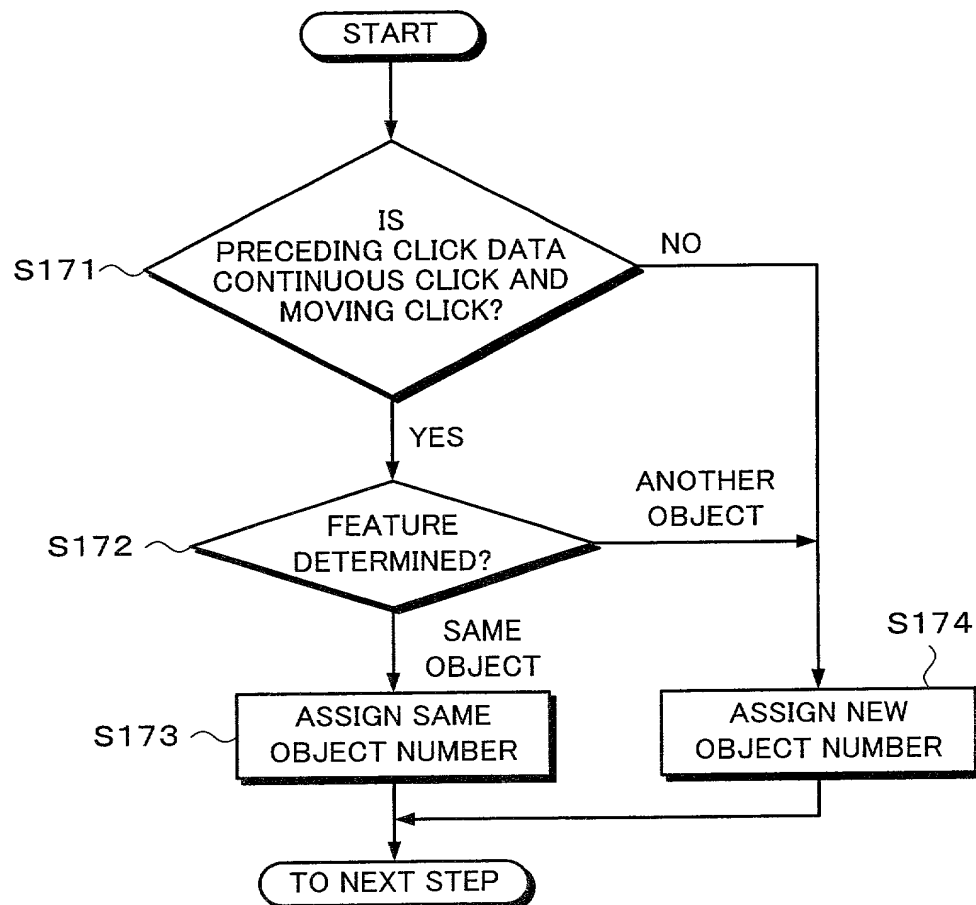 START
IS
PRECEDING CLICK DATA
CONTINUOUS CLICK AND
MOVING CLICK?
S171
NO
YES
FEATURE
DETERMINED?
S172
ANOTHER
OBJECT
SAME
OBJECT
S174
S173
ASSIGN SAME
OBJECT NUMBER
ASSIGN NEW
OBJECT NUMBER
TO NEXT STEP